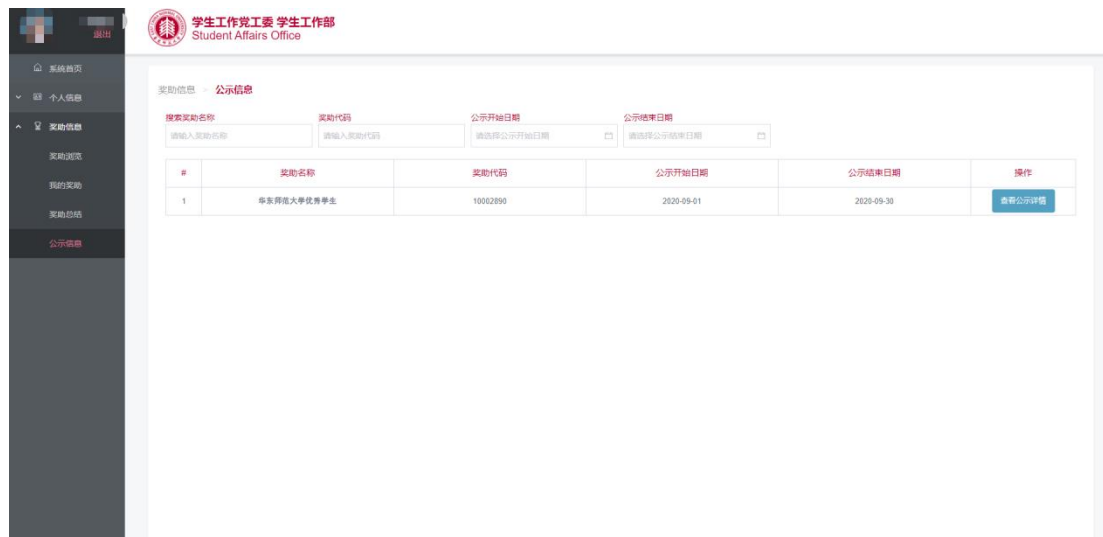 退出
学生工作党工委 学生工作部
Student Affairs Office
系统首页
个人信息
奖助信息
奖助浏览
我的奖助
奖助总结
公示信息
奖助信息 > 公示信息
搜索奖助名称 奖助代码 公示开始日期 公示结束日期
请输入奖助名称 请输入奖助代码 请选择公示开始日期 请选择公示结束日期
# 奖助名称 奖助代码 公示开始日期 公示结束日期 操作
1 华东师范大学优秀学生 10002890 2020-09-01 2020-09-30 查看公示详情